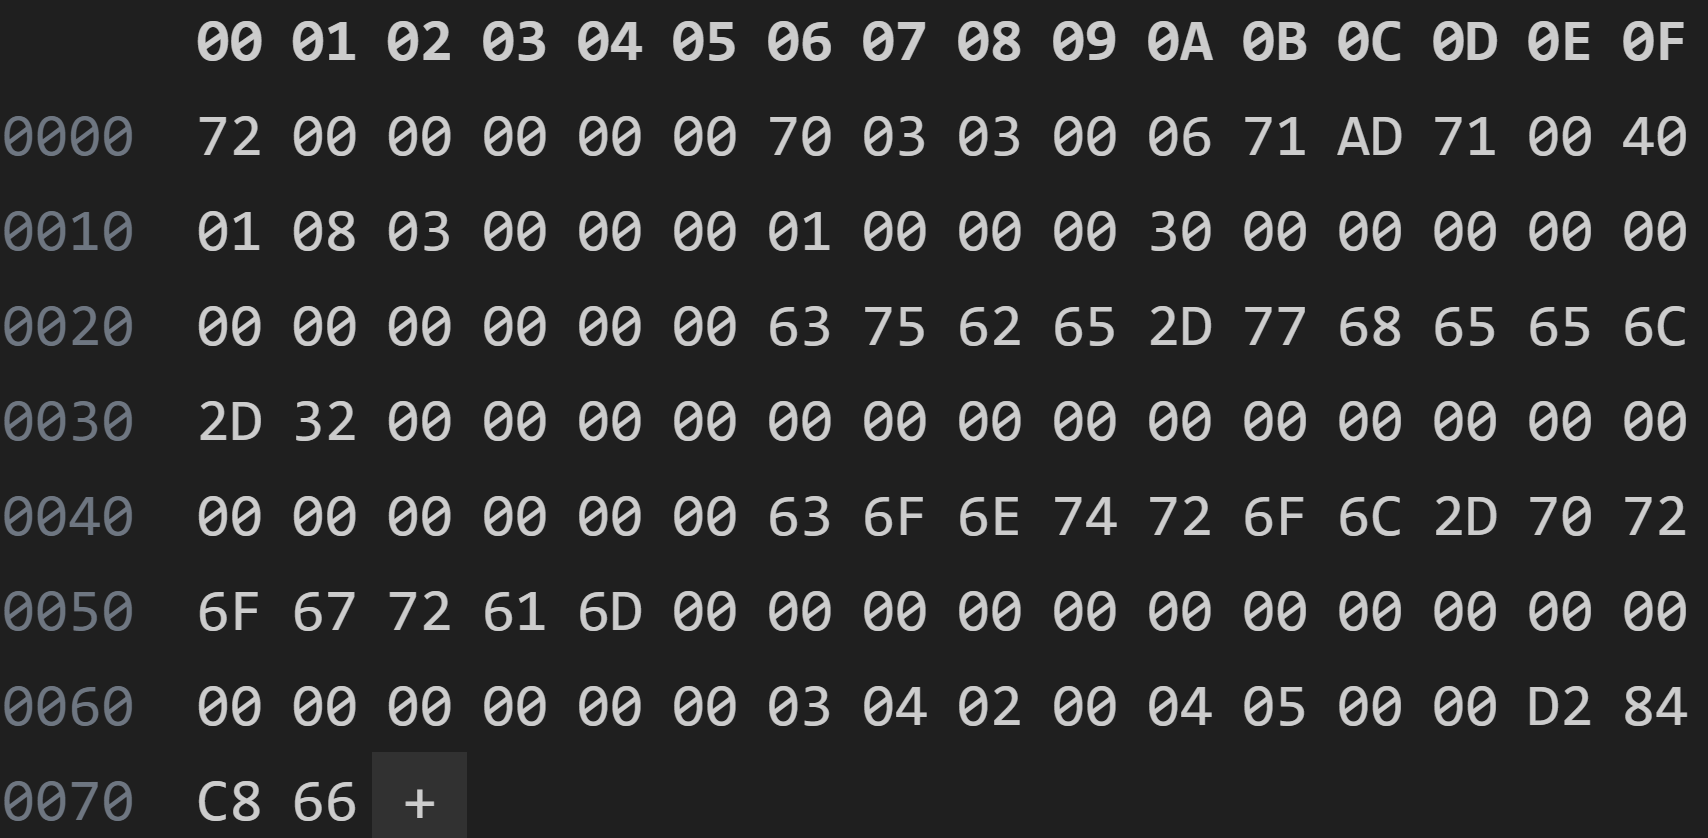 00 01 02 03 04 05 06 07 08 09 0A 0B 0C 0D 0E 0F
0000 72 00 00 00 00 00 70 03 03 00 06 71 AD 71 00 40
0010 01 08 03 00 00 00 01 00 00 00 30 00 00 00 00 00
0020 00 00 00 00 00 00 63 75 62 65 2D 77 68 65 65 6C
0030 2D 32 00 00 00 00 00 00 00 00 00 00 00 00 00 00
0040 00 00 00 00 00 00 63 6F 6E 74 72 6F 6C 2D 70 72
0050 6F 67 72 61 6D 00 00 00 00 00 00 00 00 00 00 00
0060 00 00 00 00 00 00 03 04 02 00 04 05 00 00 D2 84
0070 C8 66 +